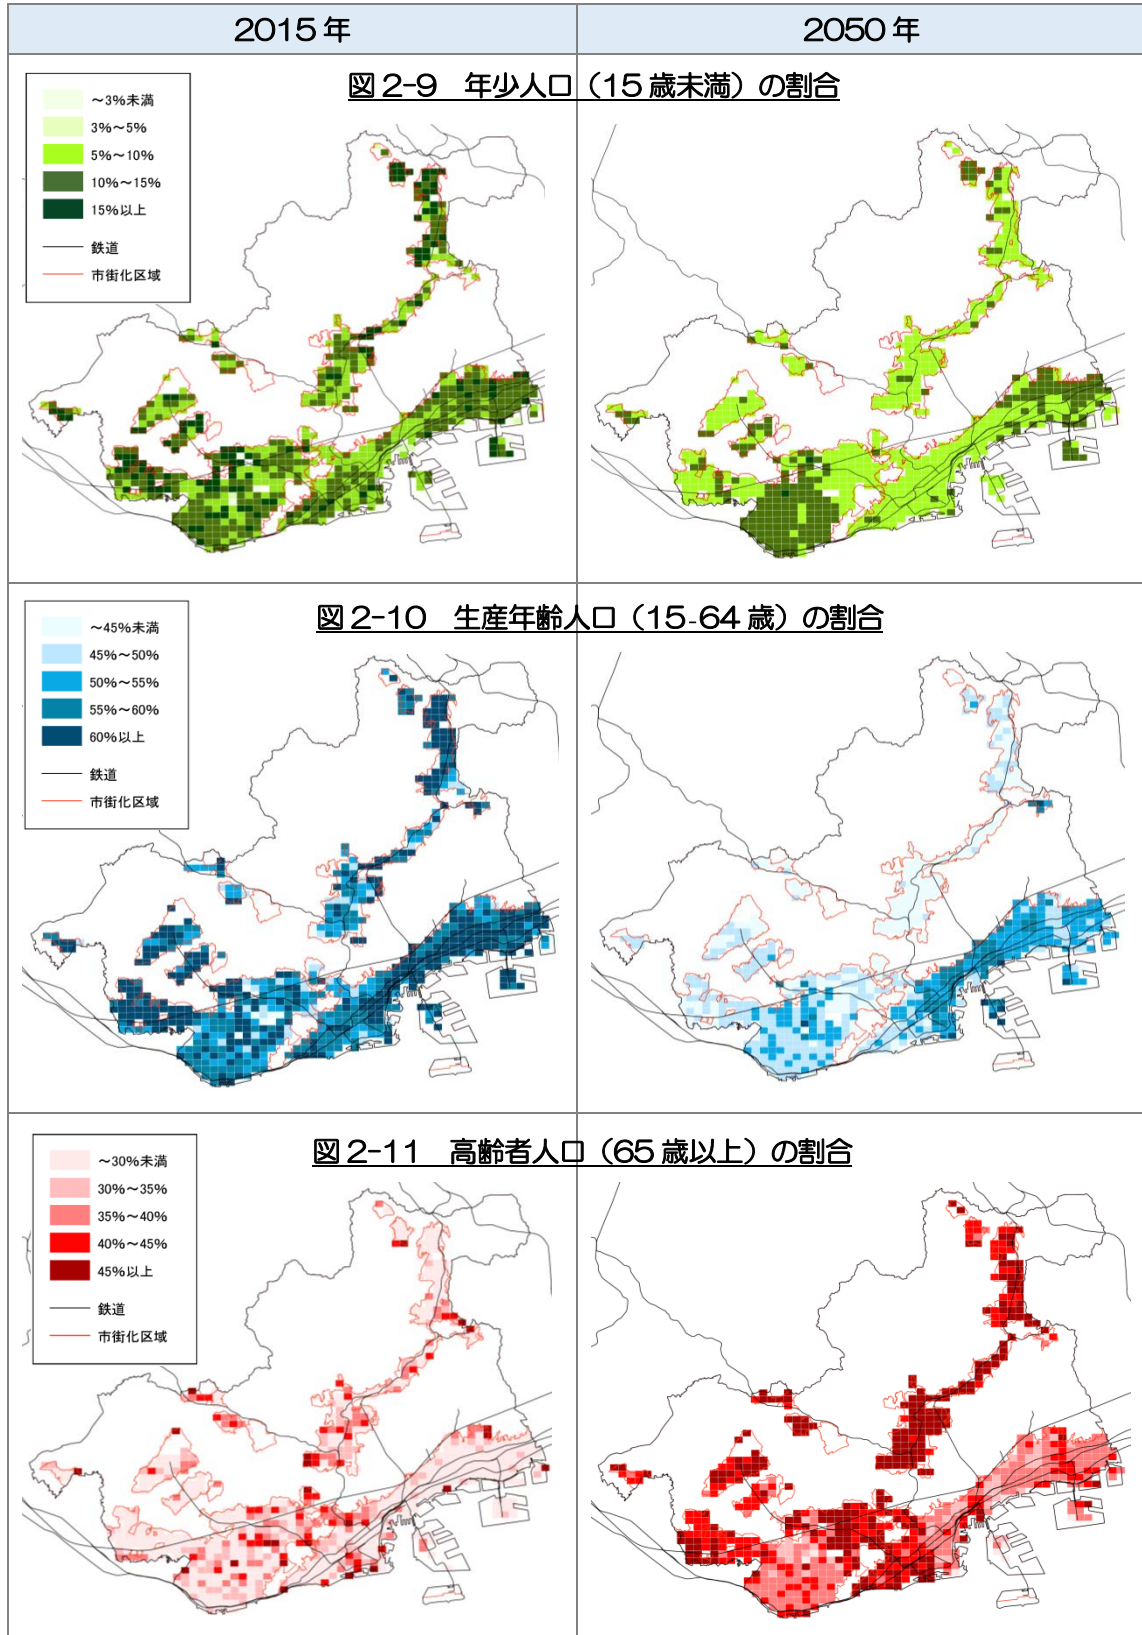 2015年
2050年
図2-9 年少人口（15歳未満）の割合
～3%未満
3%～5%
5%～10%
10%～15%
15%以上
鉄道
市街化区域
図2-10 生産年齢人口（15-64歳）の割合
～45%未満
45%～50%
50%～55%
55%～60%
60%以上
鉄道
市街化区域
図2-11 高齢者人口（65歳以上）の割合
～30%未満
30%～35%
35%～40%
40%～45%
45%以上
鉄道
市街化区域